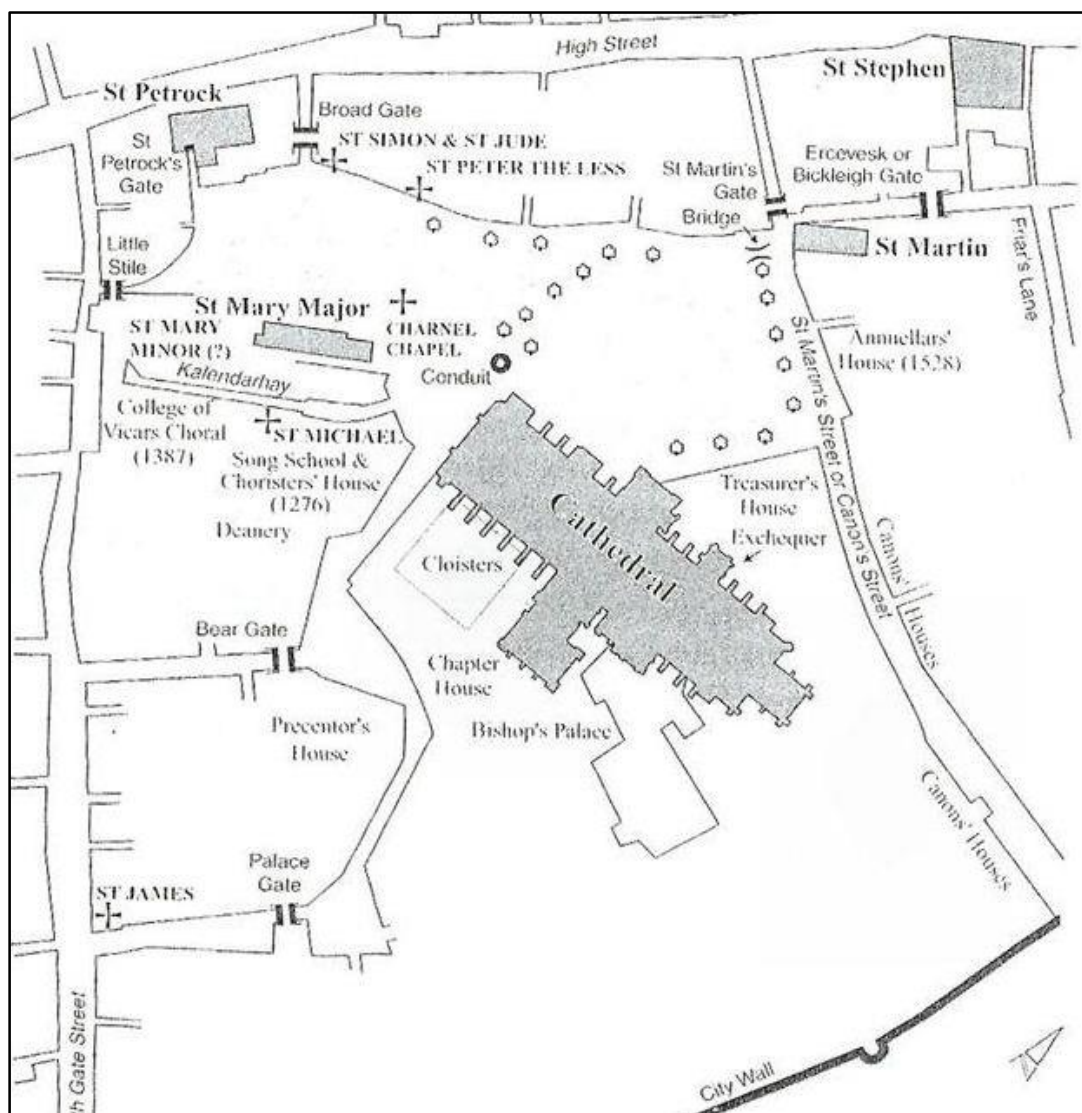 High Street
St Stephen
St Petrock
Broad Gate
St
Petrock's
Gate
ST SIMON & ST JUDE
ST PETER THE LESS
St Martin's
Gate
Bridge
Ercevesk or
Bickleigh Gate
St Martin
Friar's Lane
Little
Stile
St Mary Major
ST MARY
MINOR (?)
CHARNEL
CHAPEL
Conduit
Kalendarhay
College of
Vicars Choral
(1387)
ST MICHAEL
Song School &
Choristers' House
(1276)
Deanery
Annuellars'
House (1528)
St Martin's Street or Canon's Street
Treasurer's
House
Exchequer
Cathedral
Cloisters
Canons'
Houses
Bear Gate
Chapter
House
Precentor's
House
Bishop's Palace
Canons' Houses
Palace
Gate
ST JAMES
th Gate Street
City Wall